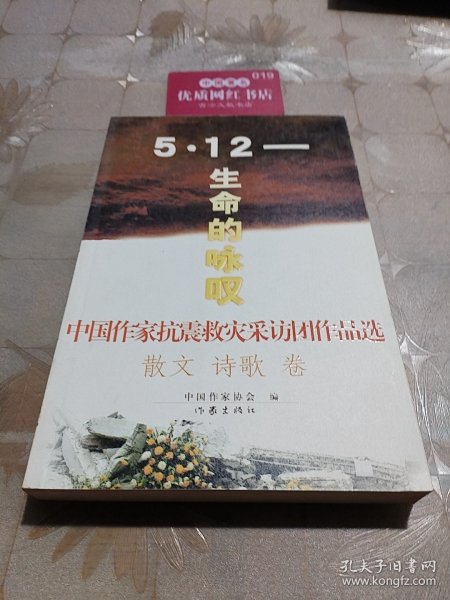 019
中国著名
优质网红书店
5·12—
生命的咏叹
中国作家抗震救灾采访团作品选
散文 诗歌 卷
中国作家协会 编
作家出版社
孔夫子旧书网
www.kongfz.com